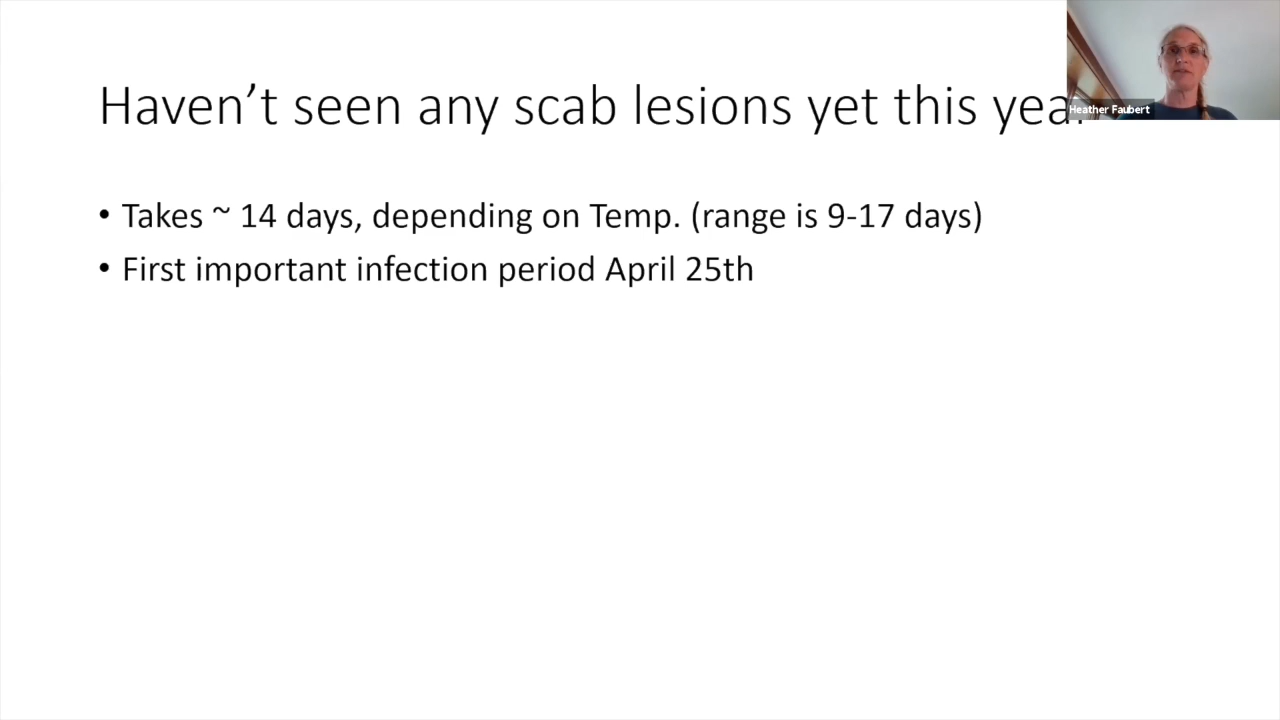 Haven’t seen any scab lesions yet this year
• Takes ~ 14 days, depending on Temp. (range is 9-17 days)
• First important infection period April 25th
Heather Faubert